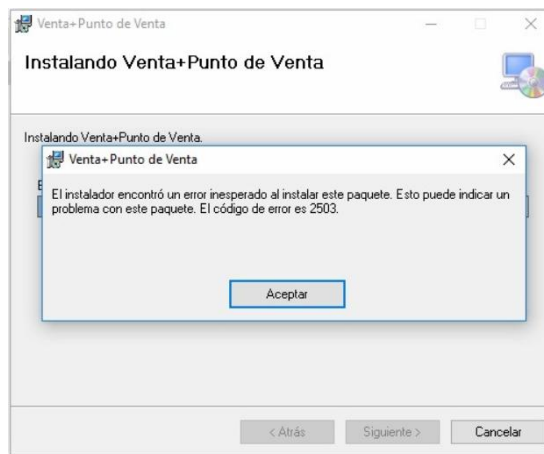 Venta+Punto de Venta
Instalando Venta+Punto de Venta
Instalando Venta+Punto de Venta.
Venta+Punto de Venta
El instalador encontró un error inesperado al instalar este paquete. Esto puede indicar un
problema con este paquete. El código de error es 2503.
Aceptar
< Atrás
Siguiente >
Cancelar